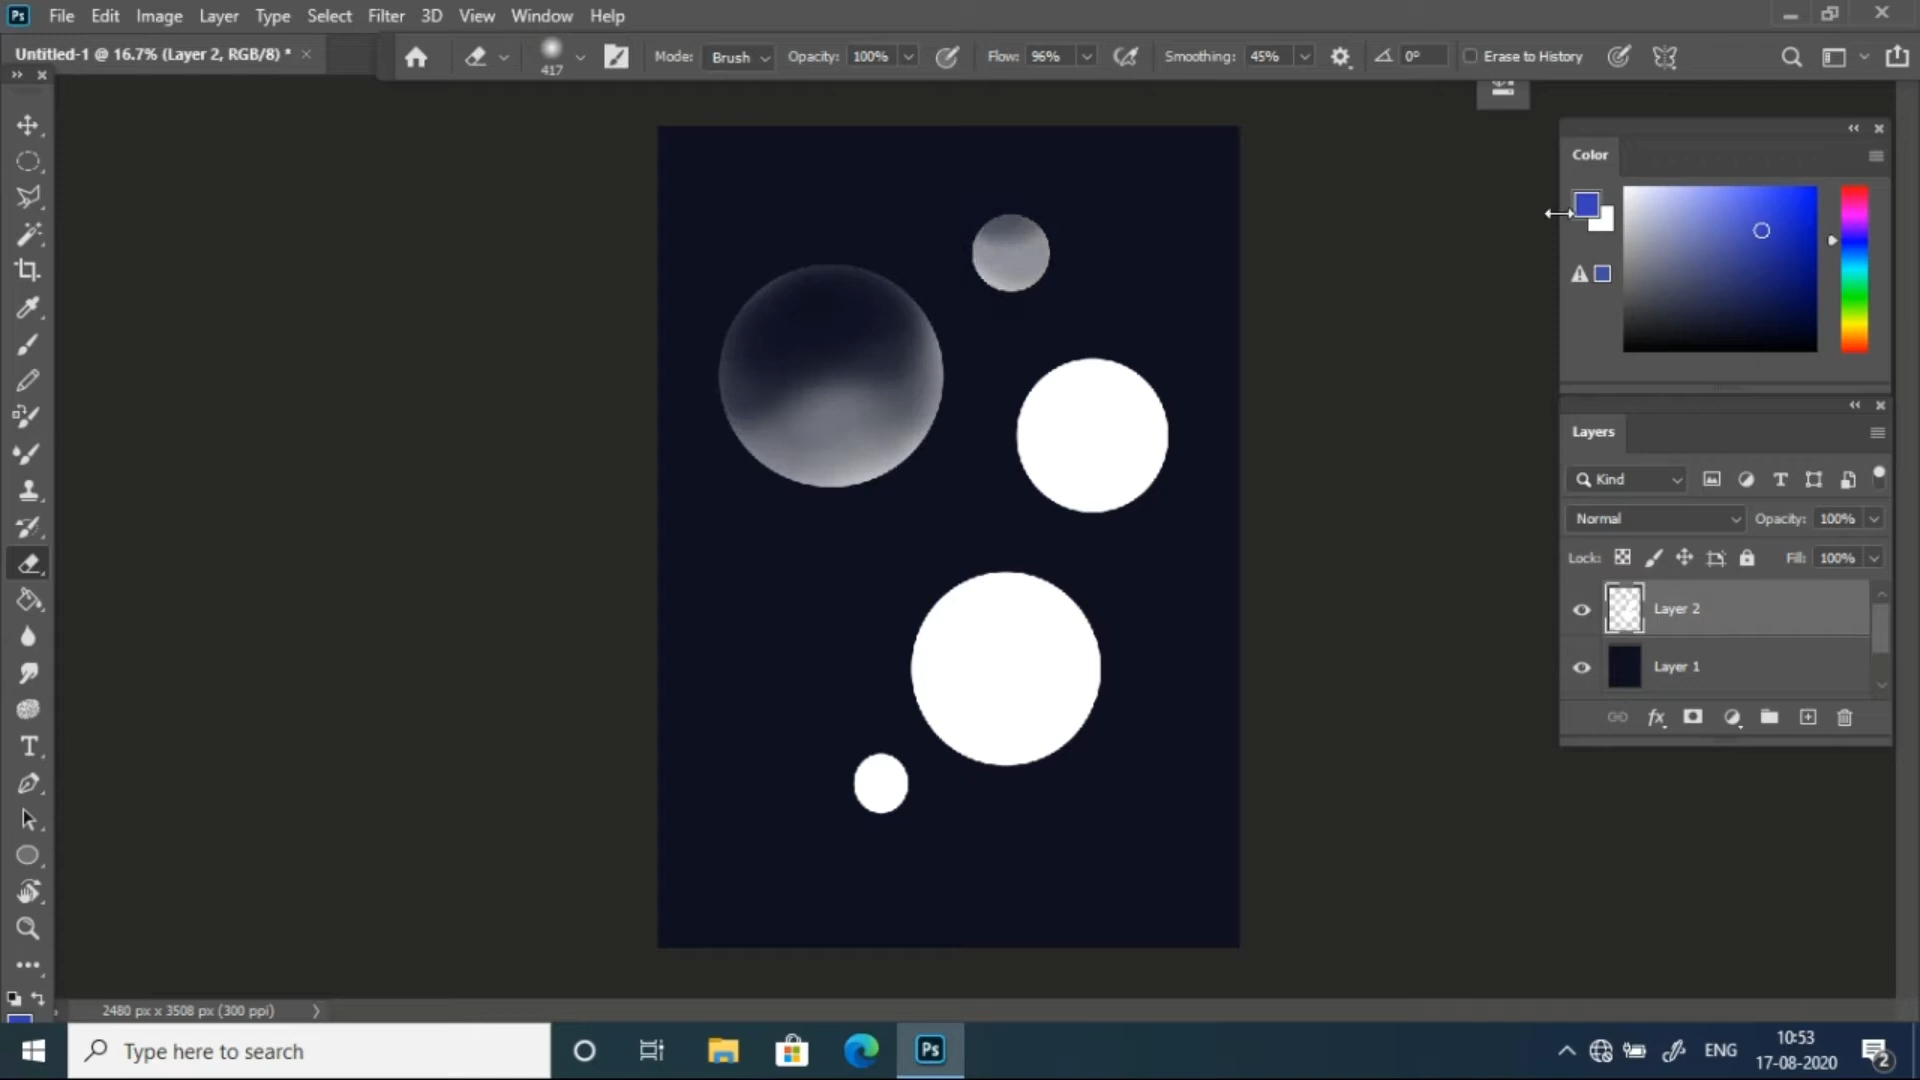 Ps File Edit Image Layer Type Select Filter 3D View Window Help
Untitled-1 @ 16.7% (Layer 2, RGB/8) *
417 Mode: Brush Opacity: 100% Flow: 96% Smoothing: 45% 0° Erase to History
Color
Layers
Kind
Normal Opacity: 100%
Lock: Fill: 100%
Layer 2
Layer 1
2480 px x 3508 px (300 ppi)
Type here to search
Ps
ENG
10:53
17-08-2020
2